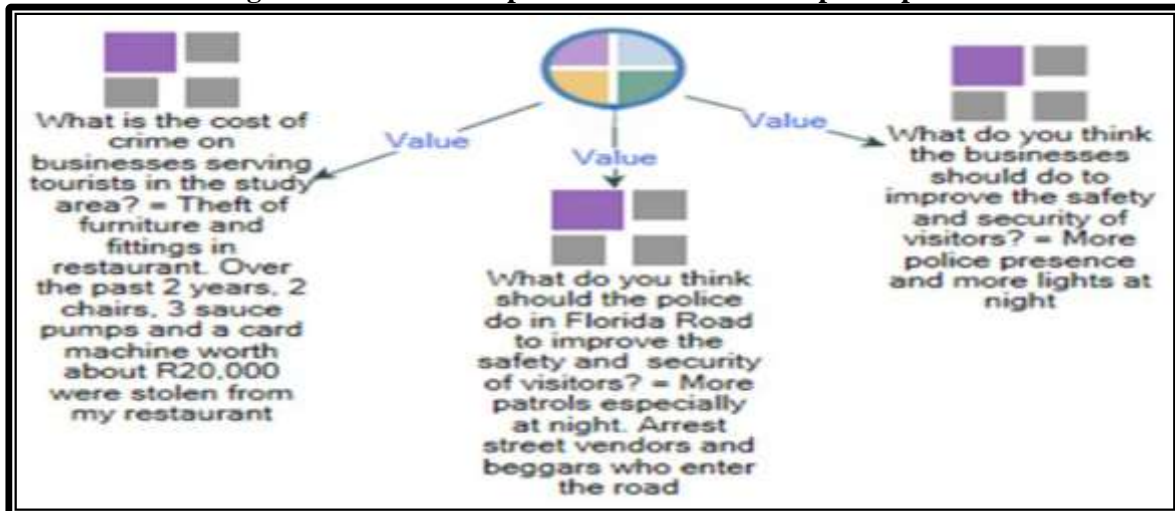 What is the cost of
crime on
businesses serving
tourists in the study
area? = Theft of
furniture and
fittings in
restaurant. Over
the past 2 years, 2
chairs, 3 sauce
pumps and a card
machine worth
about R20,000
were stolen from
my restaurant
Value
Value
What do you think
should the police
do in Florida Road
to improve the
safety and security
of visitors? = More
patrols especially
at night. Arrest
street vendors and
beggars who enter
the road
Value
What do you think
the businesses
should do to
improve the safety
and security of
visitors? = More
police presence
and more lights at
night